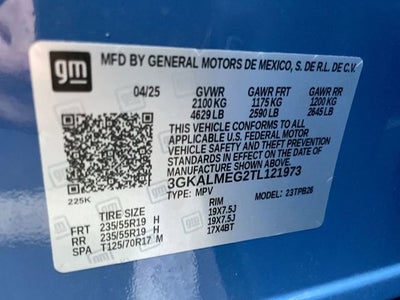 gm MFD BY GENERAL MOTORS DE MEXICO, S. DE R.L. DE C.V.
04/25 GVWR GAWR FRT GAWR RR
2100 KG 1175 KG 1200 KG
4629 LB 2590 LB 2645 LB
THIS VEHICLE CONFORMS TO ALL
APPLICABLE U.S. FEDERAL MOTOR
VEHICLE SAFETY AND THEFT PREVENTION
STANDARDS IN EFFECT ON THE DATE OF
MANUFACTURE SHOWN ABOVE.
3GKALMEG2TL121973
225K TYPE: MPV 23TPB26
TIRE SIZE RIM
FRT 235/55R19 H 19X7.5J
RR 235/55R19 H 19X7.5J
SPA T125/70R17 M 17X4BT